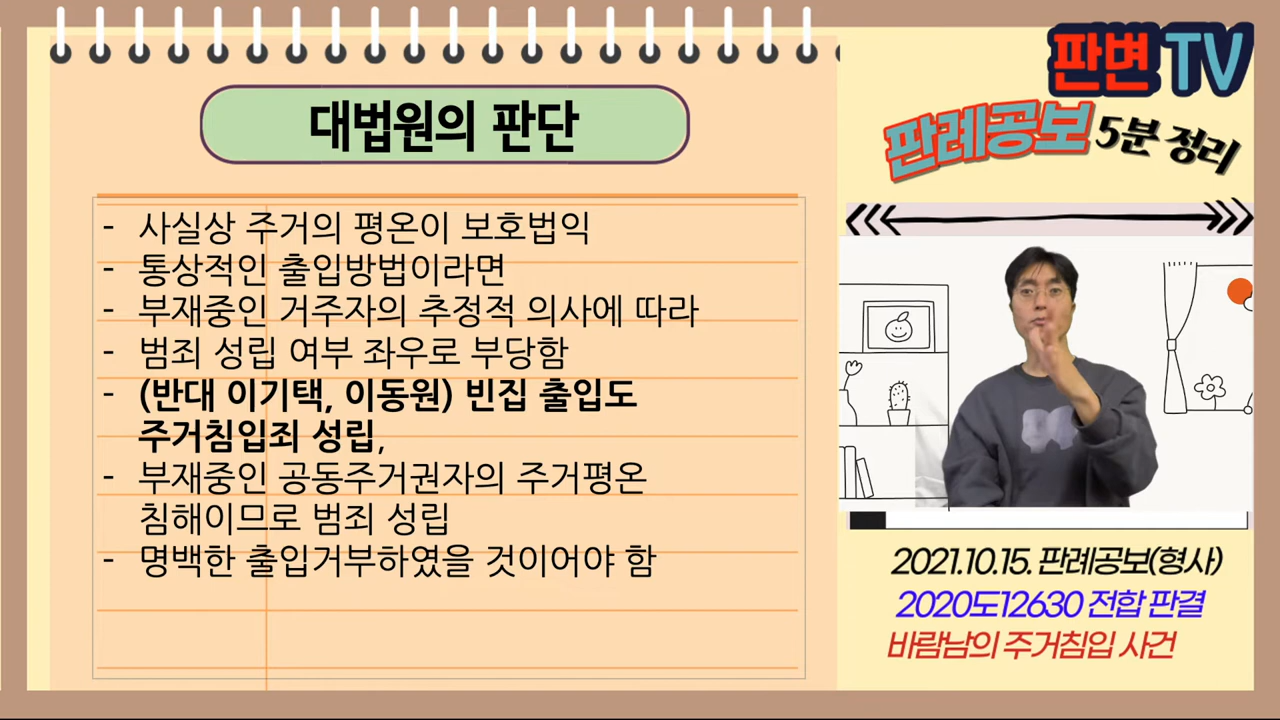 대법원의 판단
- 사실상 주거의 평온이 보호법익
- 통상적인 출입방법이라면
- 부재중인 거주자의 추정적 의사에 따라
- 범죄 성립 여부 좌우로 부당함
- (반대 이기택, 이동원) 빈집 출입도
주거침입죄 성립,
- 부재중인 공동주거권자의 주거평온
침해이므로 범죄 성립
- 명백한 출입거부하였을 것이어야 함
판변 TV
판례공보 5분 정리
2021.10.15. 판례공보(형사)
2020도12630 전합 판결
바람남의 주거침입 사건